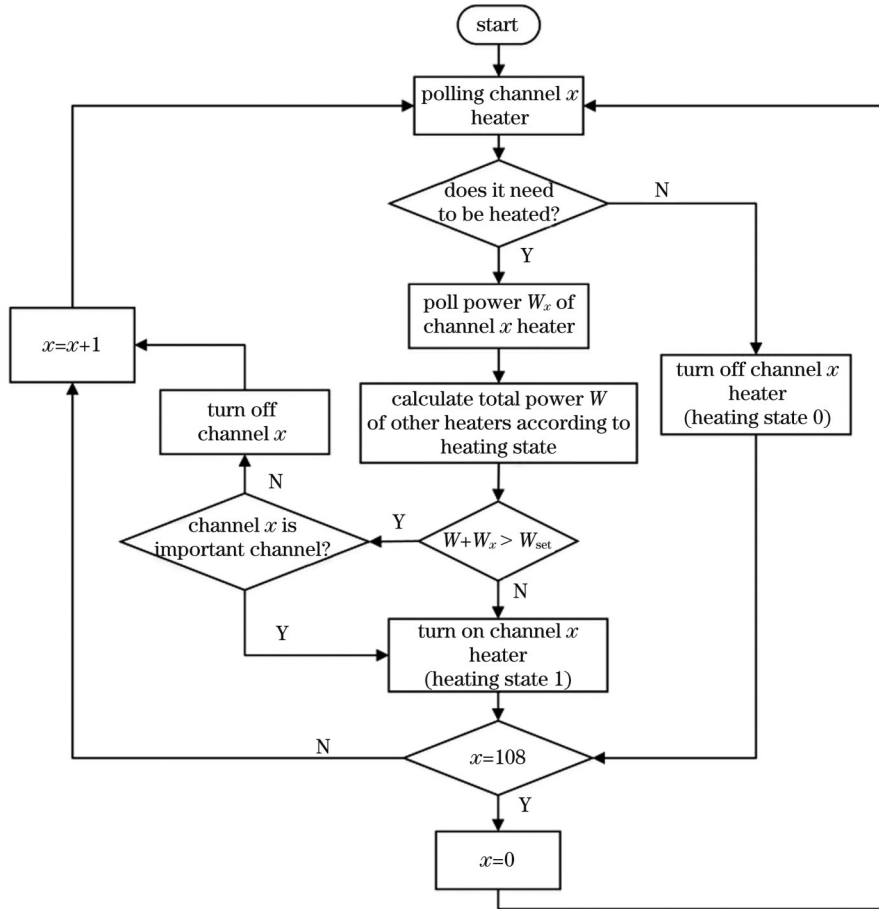 start
polling channel x
heater
does it need
to be heated?
N
Y
poll power Wx of
channel x heater
x=x+1
turn off channel x
heater
(heating state 0)
calculate total power W
of other heaters according to
heating state
turn off
channel x
N
channel x is
important channel?
Y
W+Wx > Wset
N
Y
turn on channel x
heater
(heating state 1)
N
x=108
Y
x=0